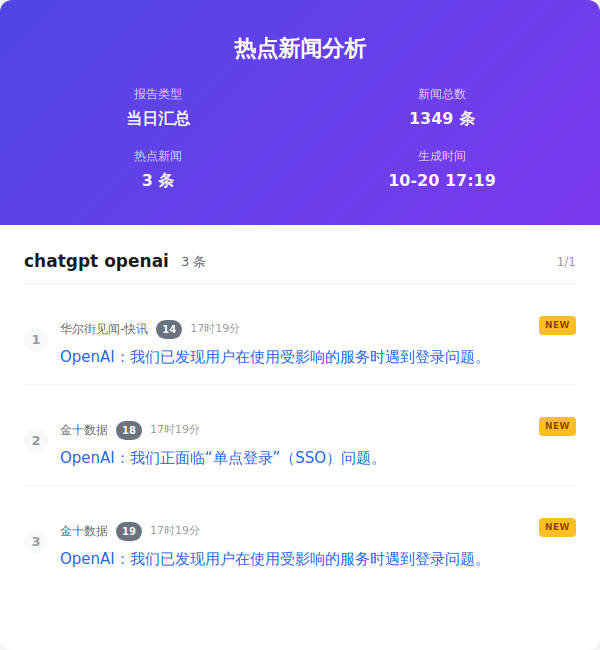 热点新闻分析
报告类型
新闻总数
当日汇总
1349 条
热点新闻
生成时间
3 条
10-20 17:19
chatgpt openai 3 条 1/1
1 华尔街见闻-快讯 14 17时19分 NEW
OpenAI：我们已发现用户在使用受影响的服务时遇到登录问题。
2 金十数据 18 17时19分 NEW
OpenAI：我们正面临“单点登录”（SSO）问题。
3 金十数据 19 17时19分 NEW
OpenAI：我们已发现用户在使用受影响的服务时遇到登录问题。